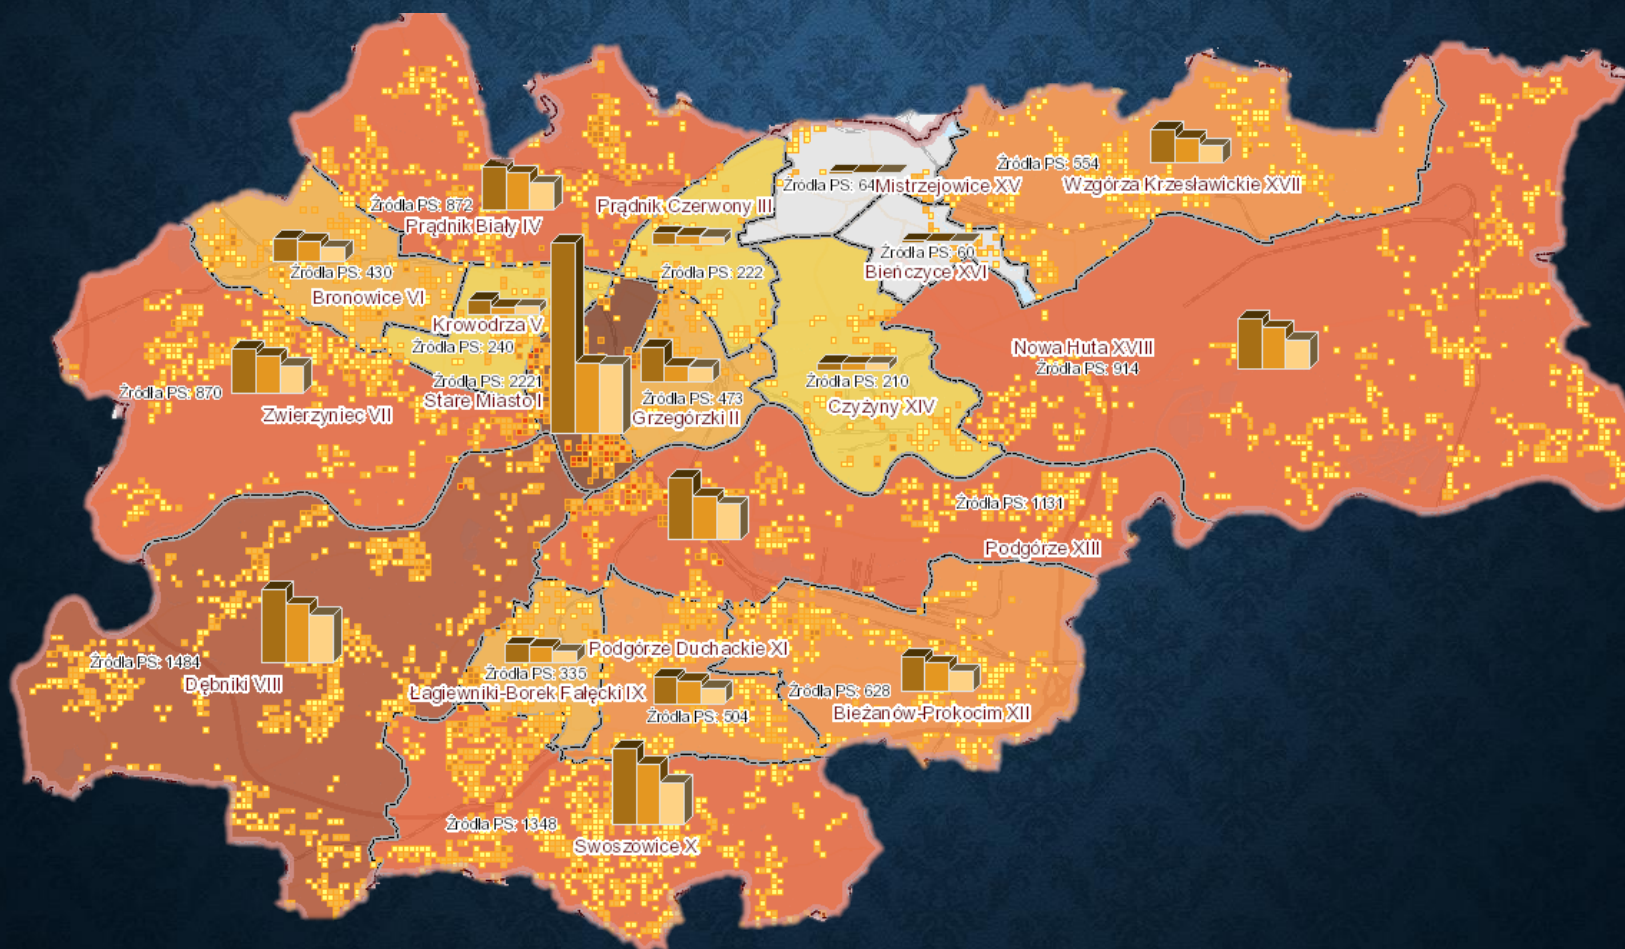 Źródła PS: 554
Wzgórza Krzesławickie XVII
Źródła PS: 64
Mistrzejowice XV
Źródła PS: 872
Prądnik Biały IV
Prądnik Czerwony III
Źródła PS: 222
Źródła PS: 60
Bieńczyce XVI
Źródła PS: 430
Bronowice VI
Krowodrza V
Źródła PS: 240
Źródła PS: 2221
Stare Miasto I
Źródła PS: 473
Grzegórzki II
Źródła PS: 210
Czyżyny XIV
Nowa Huta XVIII
Źródła PS: 914
Źródła PS: 870
Zwierzyniec VII
Źródła PS: 1131
Podgórze XIII
Źródła PS: 1484
Dębniki VIII
Źródła PS: 335
Łagiewniki-Borek Fałęcki IX
Podgórze Duchackie XI
Źródła PS: 504
Źródła PS: 628
Bieżanów-Prokocim XII
Źródła PS: 1348
Swoszowice X